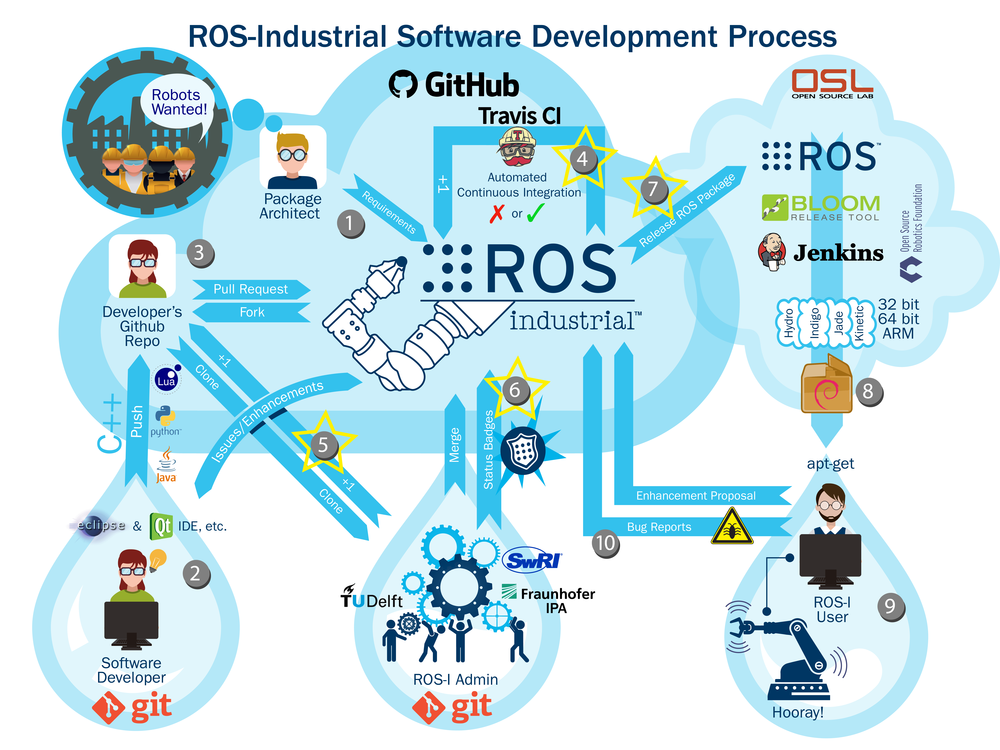 ROS-Industrial Software Development Process
Robots
Wanted!
GitHub
Travis CI
OSL
OPEN SOURCE LAB
Package
Architect
1
Requirements
+1
Automated
Continuous Integration
✗ or ✓
4
7
Release ROS Package
ROS™
BLOOM
RELEASE TOOL
Jenkins
Open Source
Robotics Foundation
3
Developer's
Github
Repo
Pull Request
Fork
ROS
industrial™
Hydro
Indigo
Jade
Kinetic
32 bit
64 bit
ARM
8
apt-get
+1
Clone
Issues/Enhancements
5
+1
Clone
C++
Push
Lua
python
Java
Merge
Status Badges
6
Enhancement Proposal
Bug Reports
10
eclipse & Qt IDE, etc.
2
Software
Developer
git
SwRI
TUDelft
Fraunhofer
IPA
ROS-I Admin
git
ROS-I
User
9
Hooray!